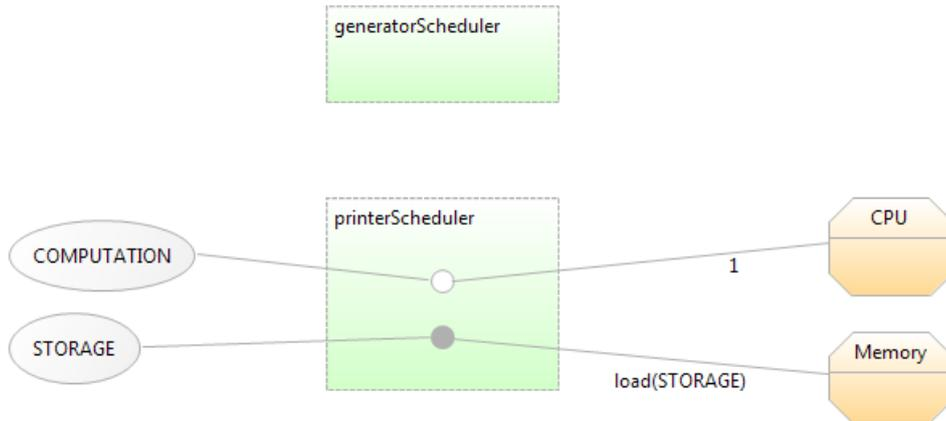 generatorScheduler
printerScheduler
CPU
COMPUTATION
1
STORAGE
Memory
load(STORAGE)